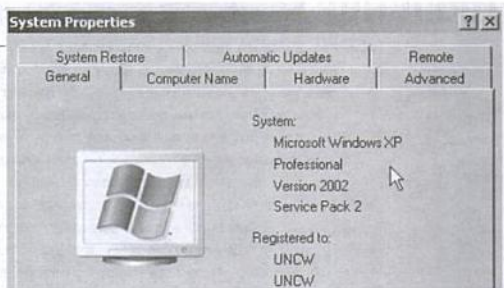 System Properties
System Restore Automatic Updates Remote
General Computer Name Hardware Advanced
System:
Microsoft Windows XP
Professional
Version 2002
Service Pack 2
Registered to:
UNCW
UNCW